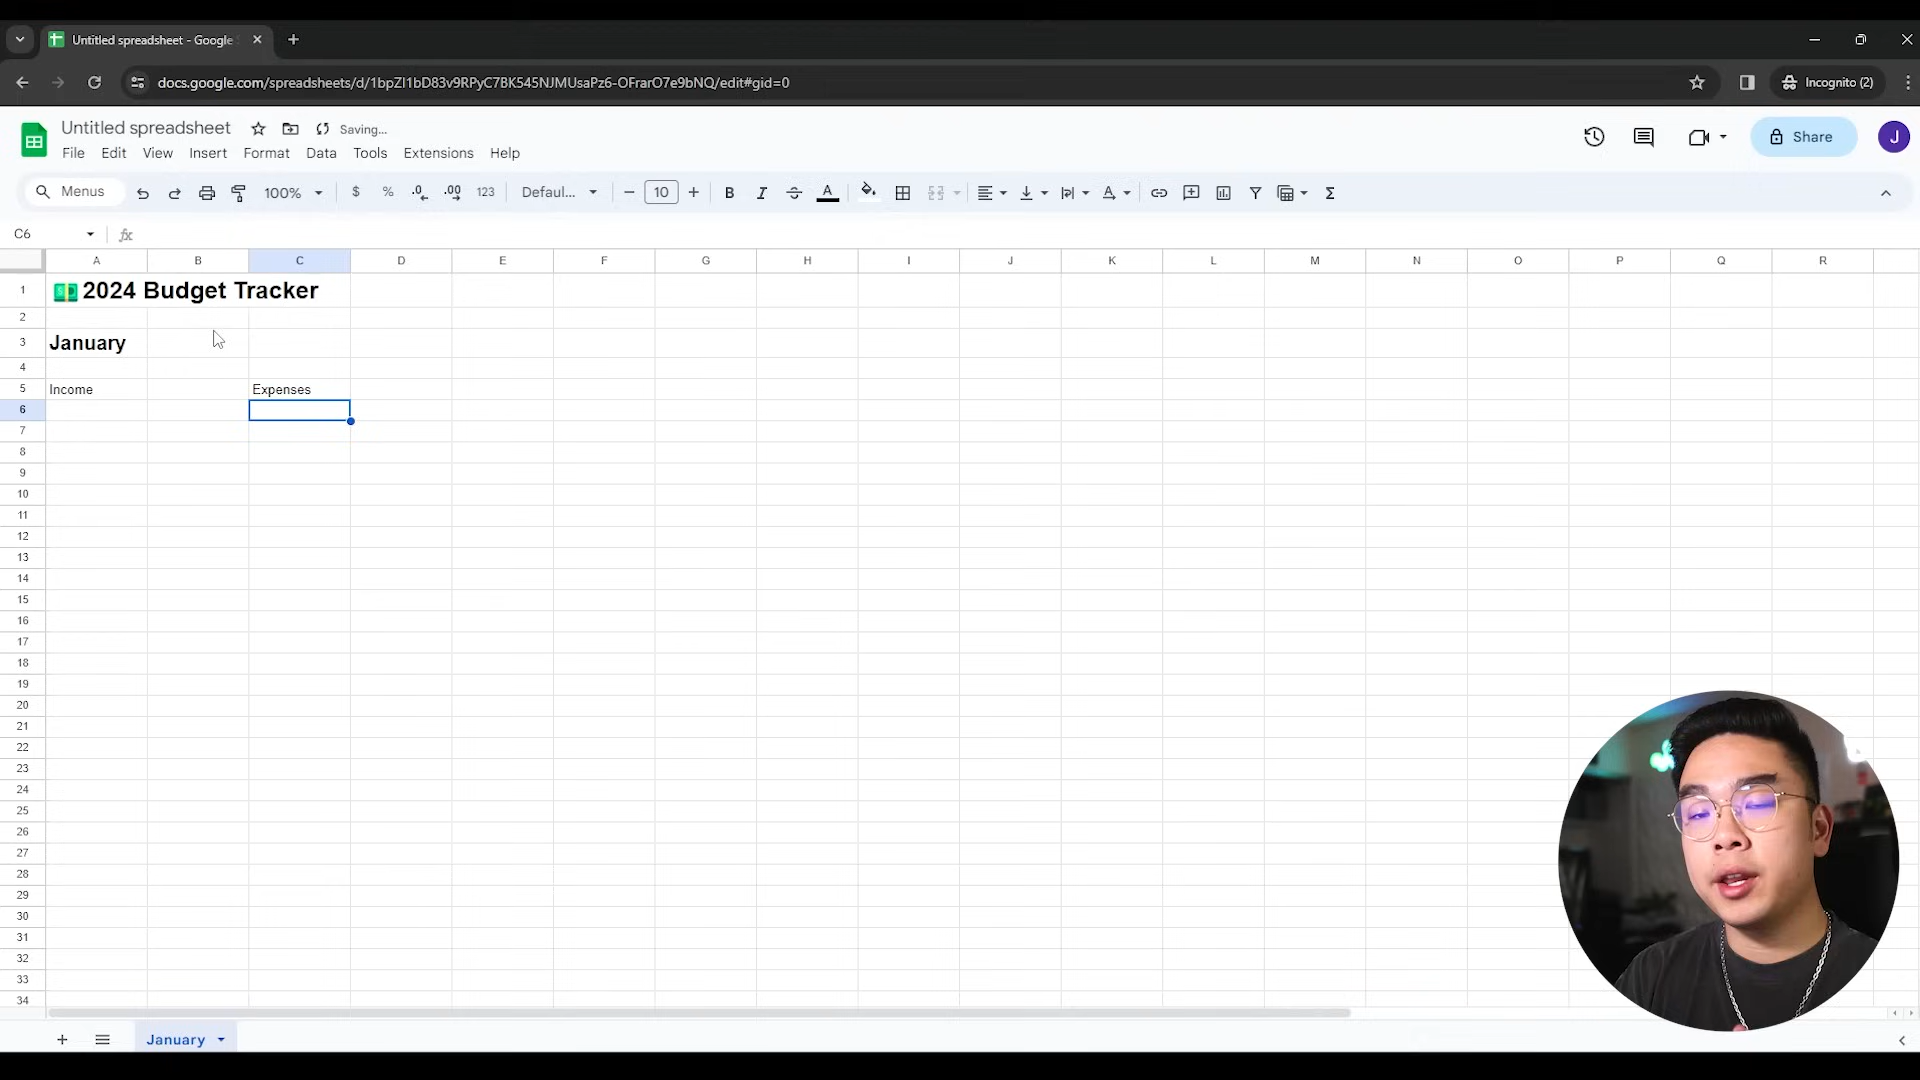 Untitled spreadsheet - Google S
docs.google.com/spreadsheets/d/1bpZI1bD83v9RPyC7BK545NJMUsaPz6-OFrarO7e9bNQ/edit#gid=0
Incognito (2)
Untitled spreadsheet
Saving...
File Edit View Insert Format Data Tools Extensions Help
Share
J
Menus 100% $ % .0 .00 123 Defaul... 10 B I A Σ
C6 fx
A B C D E F G H I J K L M N O P Q R
1 💵 2024 Budget Tracker
2
3 January
4
5 Income Expenses
6
7
8
9
10
11
12
13
14
15
16
17
18
19
20
21
22
23
24
25
26
27
28
29
30
31
32
33
34
January